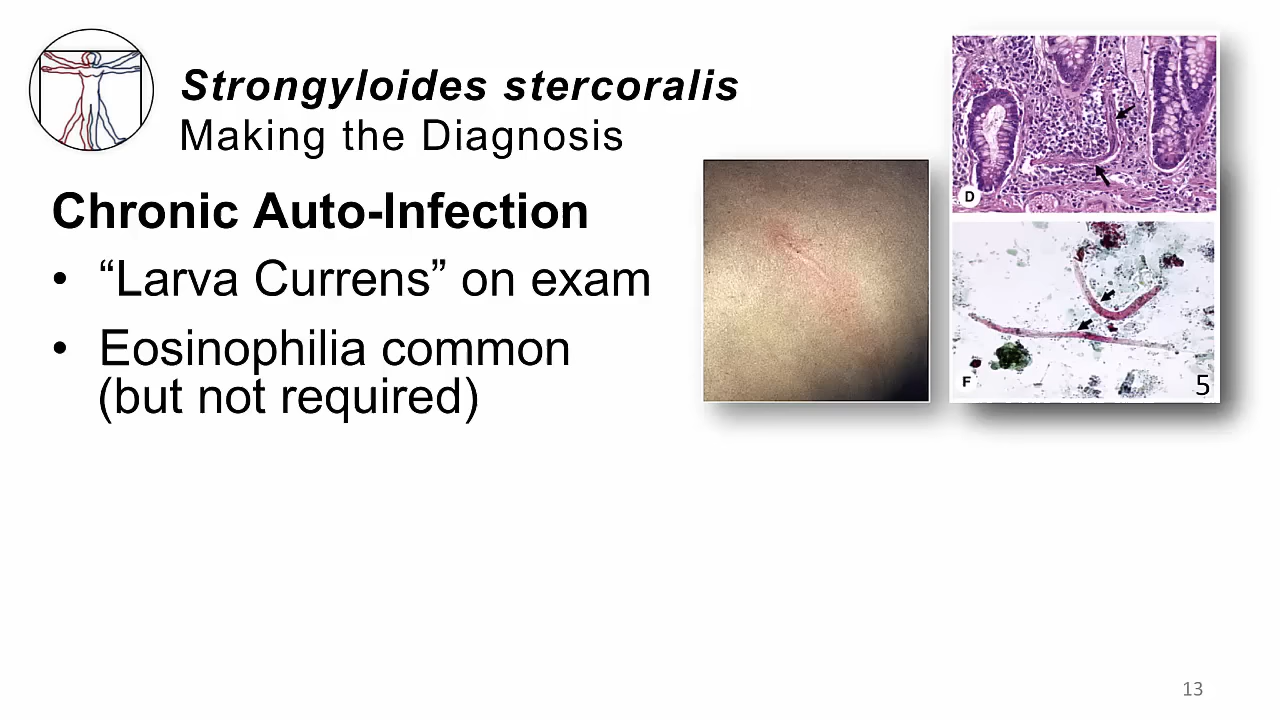 Strongyloides stercoralis
Making the Diagnosis
Chronic Auto-Infection
• “Larva Currens” on exam
• Eosinophilia common
(but not required)
D
F
5
13